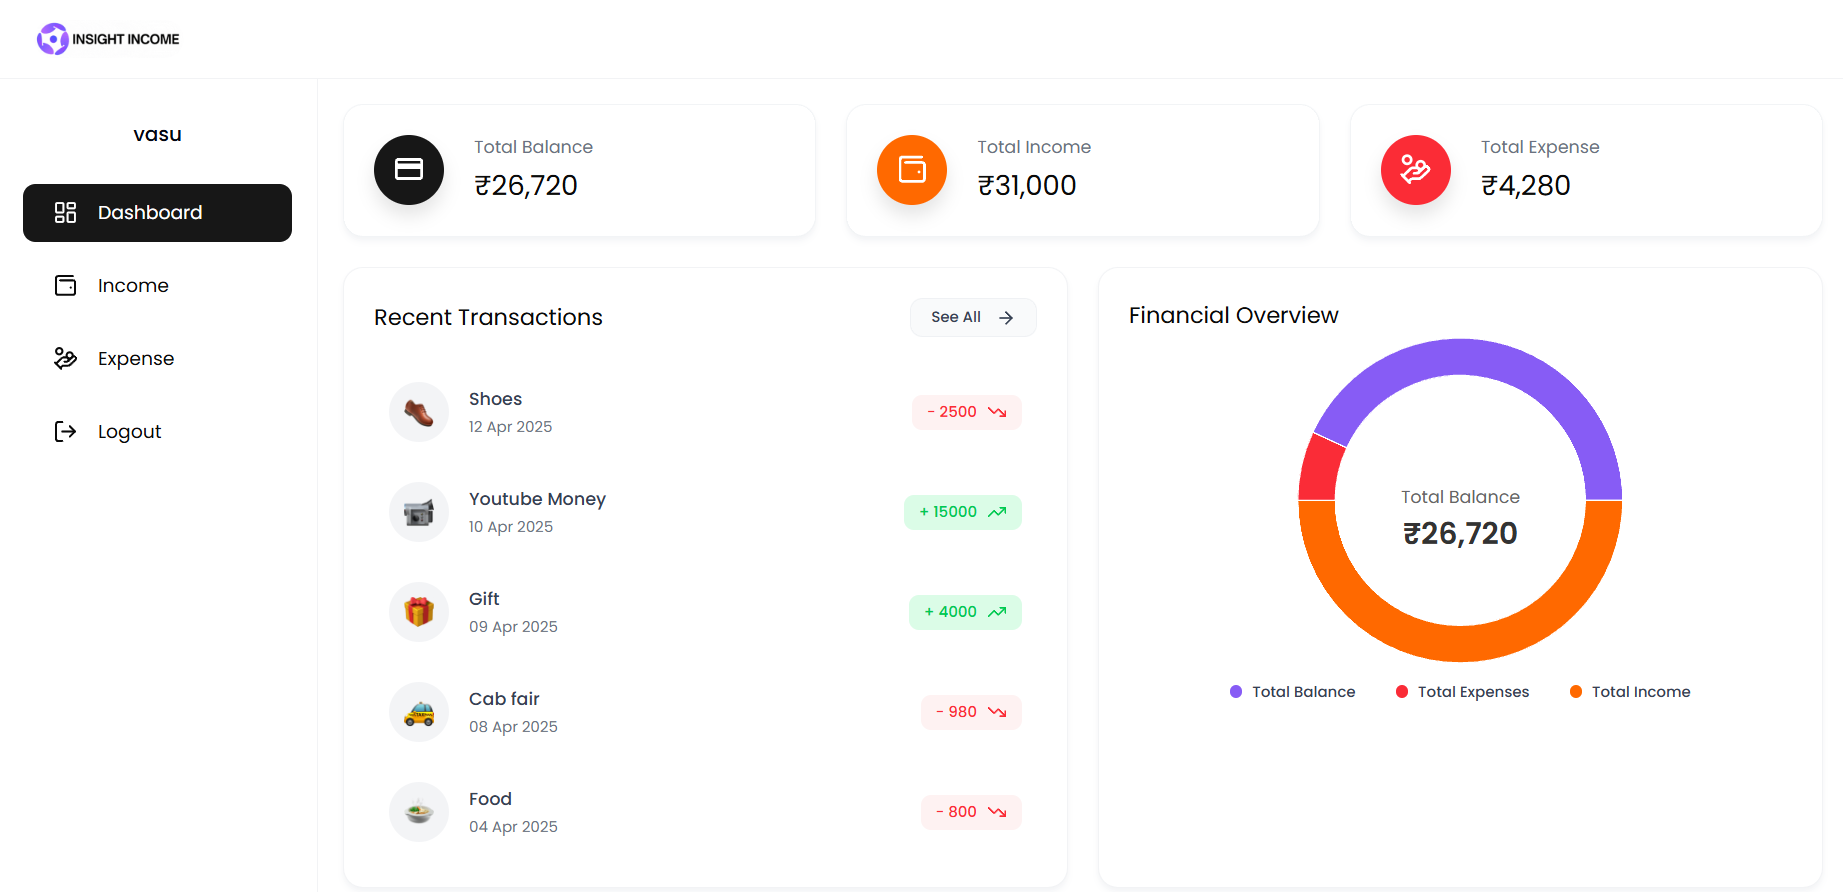 INSIGHT INCOME
vasu
Dashboard
Income
Expense
Logout
Total Balance
₹26,720
Total Income
₹31,000
Total Expense
₹4,280
Recent Transactions
See All
Shoes
12 Apr 2025
- 2500
Youtube Money
10 Apr 2025
+ 15000
Gift
09 Apr 2025
+ 4000
Cab fair
08 Apr 2025
- 980
Food
04 Apr 2025
- 800
Financial Overview
Total Balance
₹26,720
Total Balance
Total Expenses
Total Income